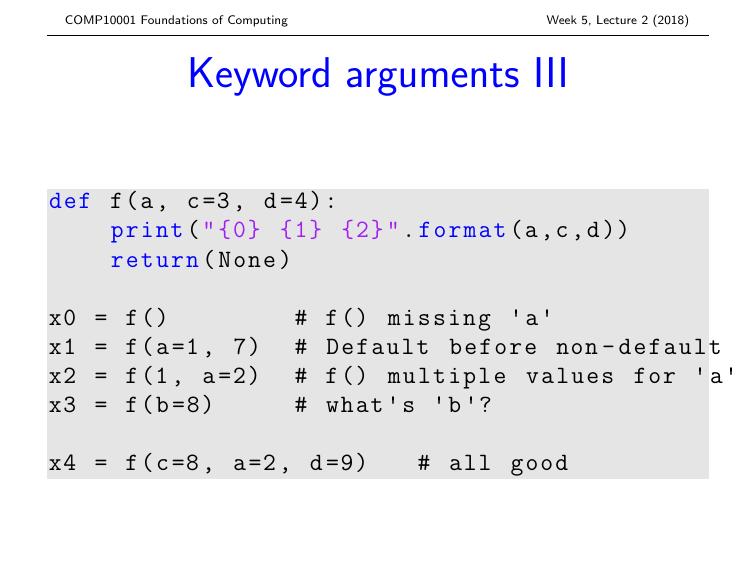 COMP10001 Foundations of Computing Week 5, Lecture 2 (2018)
Keyword arguments III
def f(a, c=3, d=4):
    print("{0} {1} {2}".format(a,c,d))
    return(None)
x0 = f()        # f() missing 'a'
x1 = f(a=1, 7)  # Default before non-default
x2 = f(1, a=2)  # f() multiple values for 'a'
x3 = f(b=8)     # what's 'b'?
x4 = f(c=8, a=2, d=9)   # all good